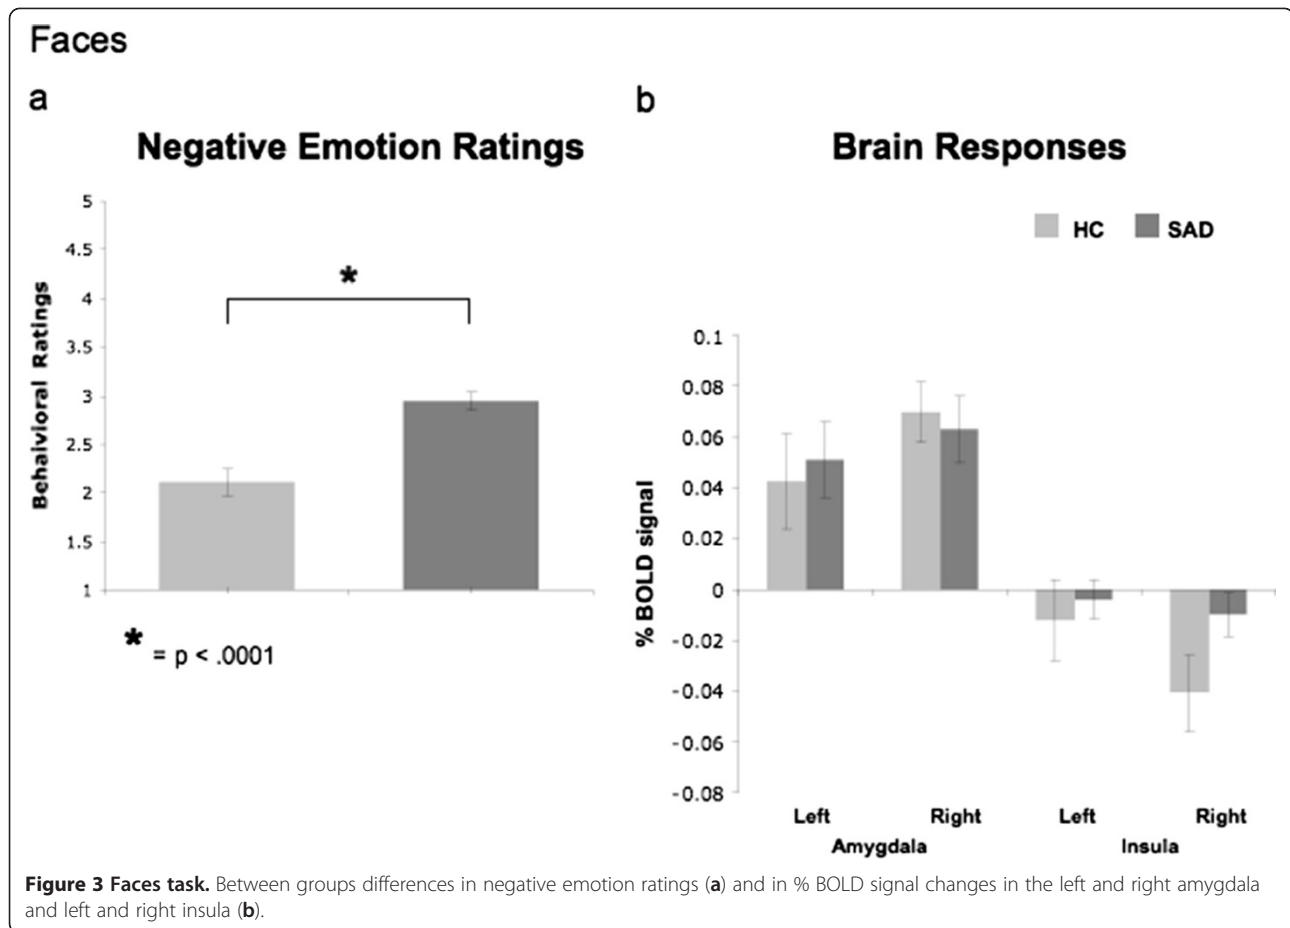 Faces
a
Negative Emotion Ratings
5
4.5
4
3.5
3
2.5
2
1.5
1
Behaivioral Ratings
*
* = p < .0001
b
Brain Responses
HC
SAD
0.1
0.08
0.06
0.04
0.02
0
-0.02
-0.04
-0.06
-0.08
% BOLD signal
Left Right Left Right
Amygdala Insula
Figure 3 Faces task. Between groups differences in negative emotion ratings (a) and in % BOLD signal changes in the left and right amygdala
and left and right insula (b).